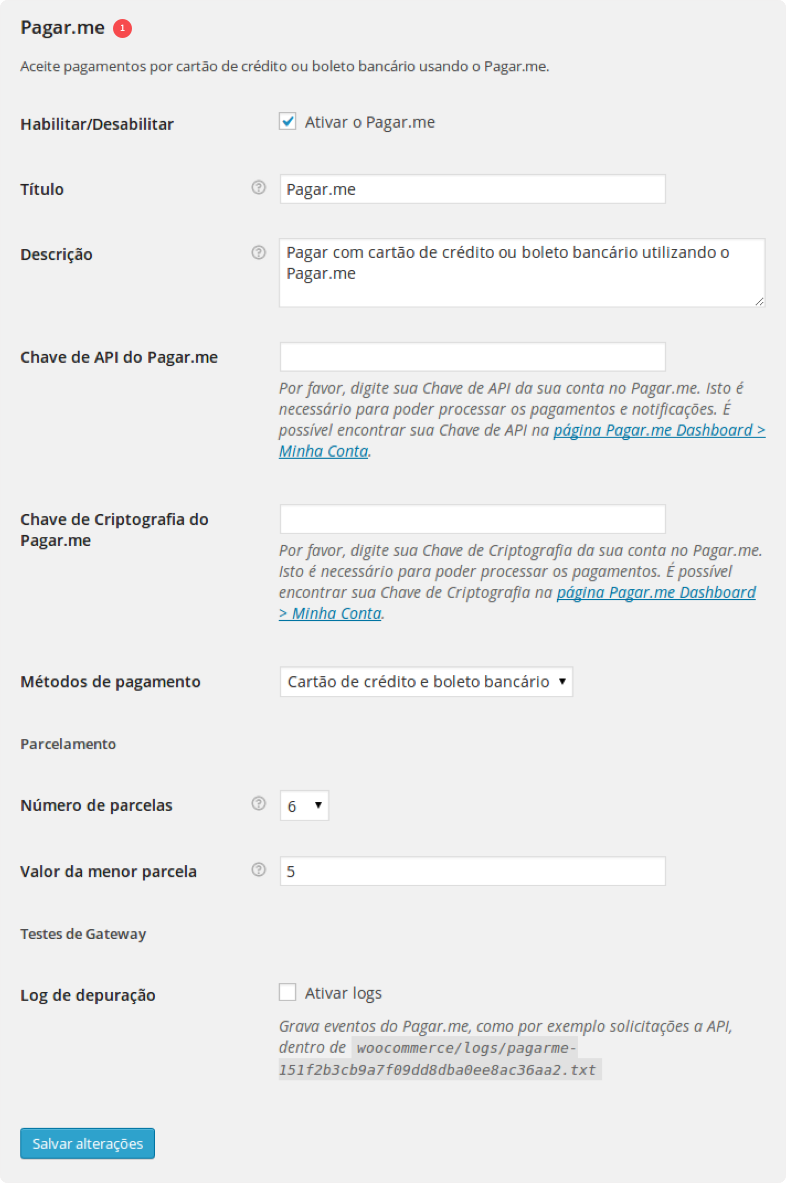 Pagar.me 1
Aceite pagamentos por cartão de crédito ou boleto bancário usando o Pagar.me.
Habilitar/Desabilitar
Ativar o Pagar.me
Título
?
Pagar.me
Descrição
?
Pagar com cartão de crédito ou boleto bancário utilizando o
Pagar.me
Chave de API do Pagar.me
Por favor, digite sua Chave de API da sua conta no Pagar.me. Isto é
necessário para poder processar os pagamentos e notificações. É
possível encontrar sua Chave de API na página Pagar.me Dashboard >
Minha Conta.
Chave de Criptografia do
Pagar.me
Por favor, digite sua Chave de Criptografia da sua conta no Pagar.me.
Isto é necessário para poder processar os pagamentos. É possível
encontrar sua Chave de Criptografia na página Pagar.me Dashboard
> Minha Conta.
Métodos de pagamento
Cartão de crédito e boleto bancário
Parcelamento
Número de parcelas
?
6
Valor da menor parcela
?
5
Testes de Gateway
Log de depuração
Ativar logs
Grava eventos do Pagar.me, como por exemplo solicitações a API,
dentro de woocommerce/logs/pagarme-
151f2b3cb9a7f09dd8dba0ee8ac36aa2.txt
Salvar alterações